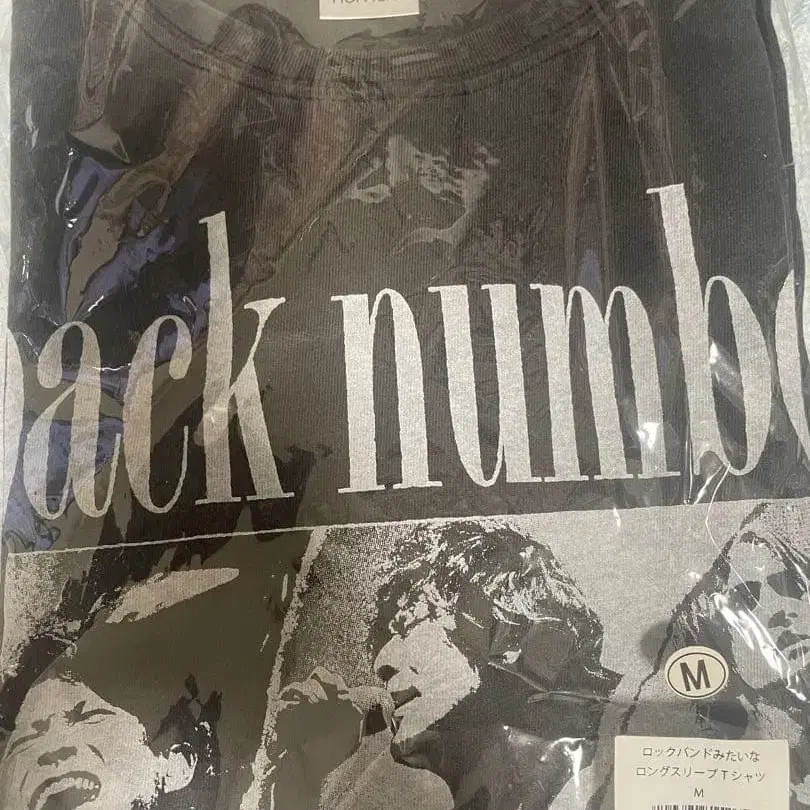 ack numb
M
ロックバンドみたいな
ロングスリーブTシャツ
M